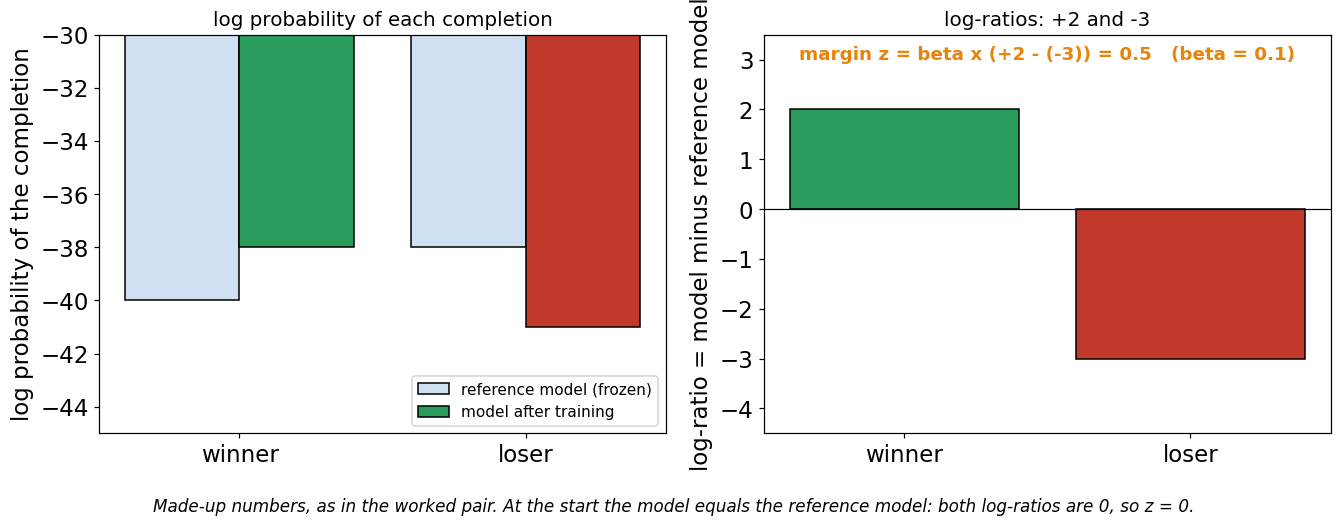 log probability of each completion
log probability of the completion
−30
−32
−34
−36
−38
−40
−42
−44
winner
loser
reference model (frozen)
model after training
log-ratios: +2 and -3
log-ratio = model minus reference model
3
2
1
0
−1
−2
−3
−4
margin z = beta x (+2 - (-3)) = 0.5   (beta = 0.1)
winner
loser
Made-up numbers, as in the worked pair. At the start the model equals the reference model: both log-ratios are 0, so z = 0.